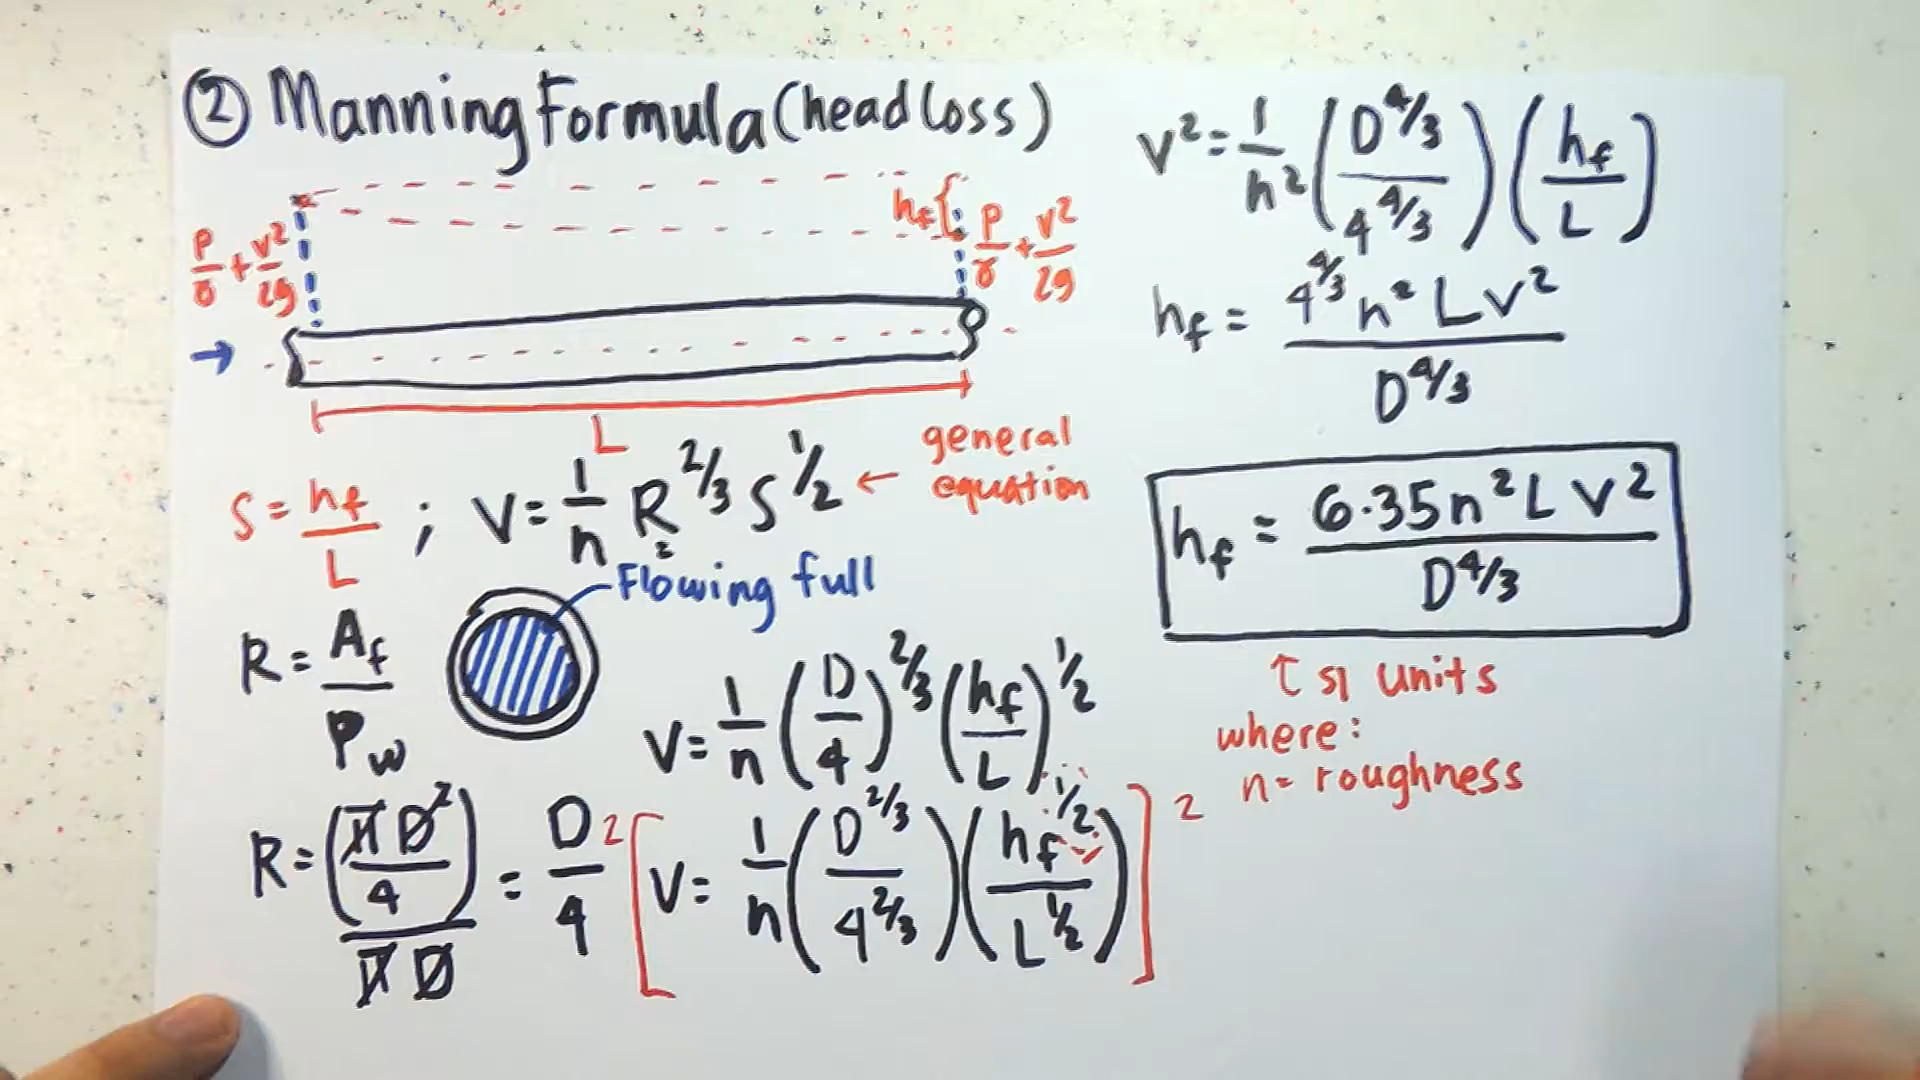 ② Manning Formula (head loss)
P/γ + v²/2g
hf { P/γ + v²/2g
L
S = hf/L ; V = 1/n R^2/3 S^1/2 ← general equation
Flowing full
R = Af/Pw
V = 1/n (D/4)^2/3 (hf/L)^1/2
R = (πD²/4)/πD = D/4
2[V = 1/n (D^2/3/4^2/3)(hf^1/2/L^1/2)]2
V² = 1/n² (D^4/3/4^4/3)(hf/L)
hf = 4^4/3 n² L V²/D^4/3
hf = 6.35 n² L V²/D^4/3
↑ SI units
where:
n = roughness